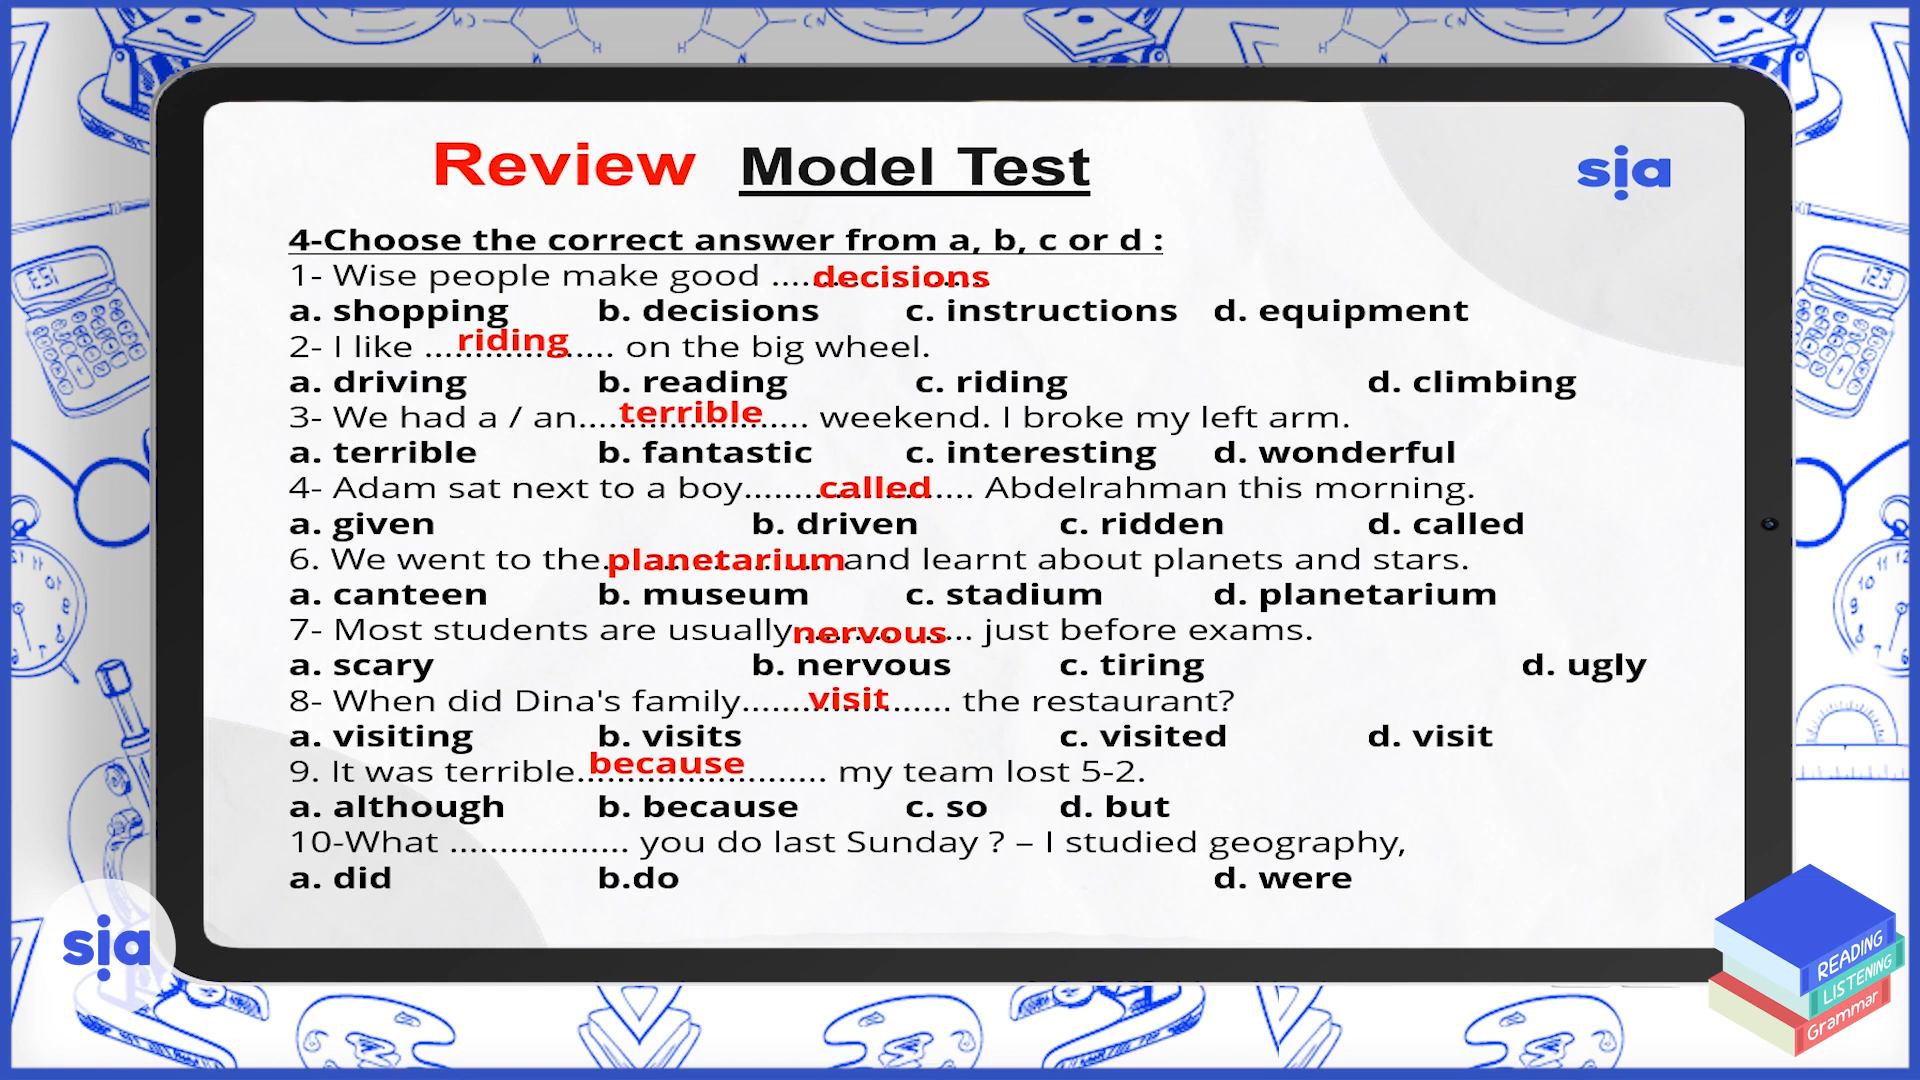 Review Model Test
sia
4-Choose the correct answer from a, b, c or d :
1- Wise people make good .... decisions
a. shopping b. decisions c. instructions d. equipment
2- I like ... riding ..... on the big wheel.
a. driving b. reading c. riding d. climbing
3- We had a / an.... terrible ..... weekend. I broke my left arm.
a. terrible b. fantastic c. interesting d. wonderful
4- Adam sat next to a boy....... called .... Abdelrahman this morning.
a. given b. driven c. ridden d. called
6. We went to the. planetarium and learnt about planets and stars.
a. canteen b. museum c. stadium d. planetarium
7- Most students are usually nervous ... just before exams.
a. scary b. nervous c. tiring d. ugly
8- When did Dina's family....... visit ...... the restaurant?
a. visiting b. visits c. visited d. visit
9. It was terrible. because ........ my team lost 5-2.
a. although b. because c. so d. but
10-What .................. you do last Sunday ? – I studied geography,
a. did b.do d. were
sia
READING
LISTENING
Grammar
H
H
CN
CN
123